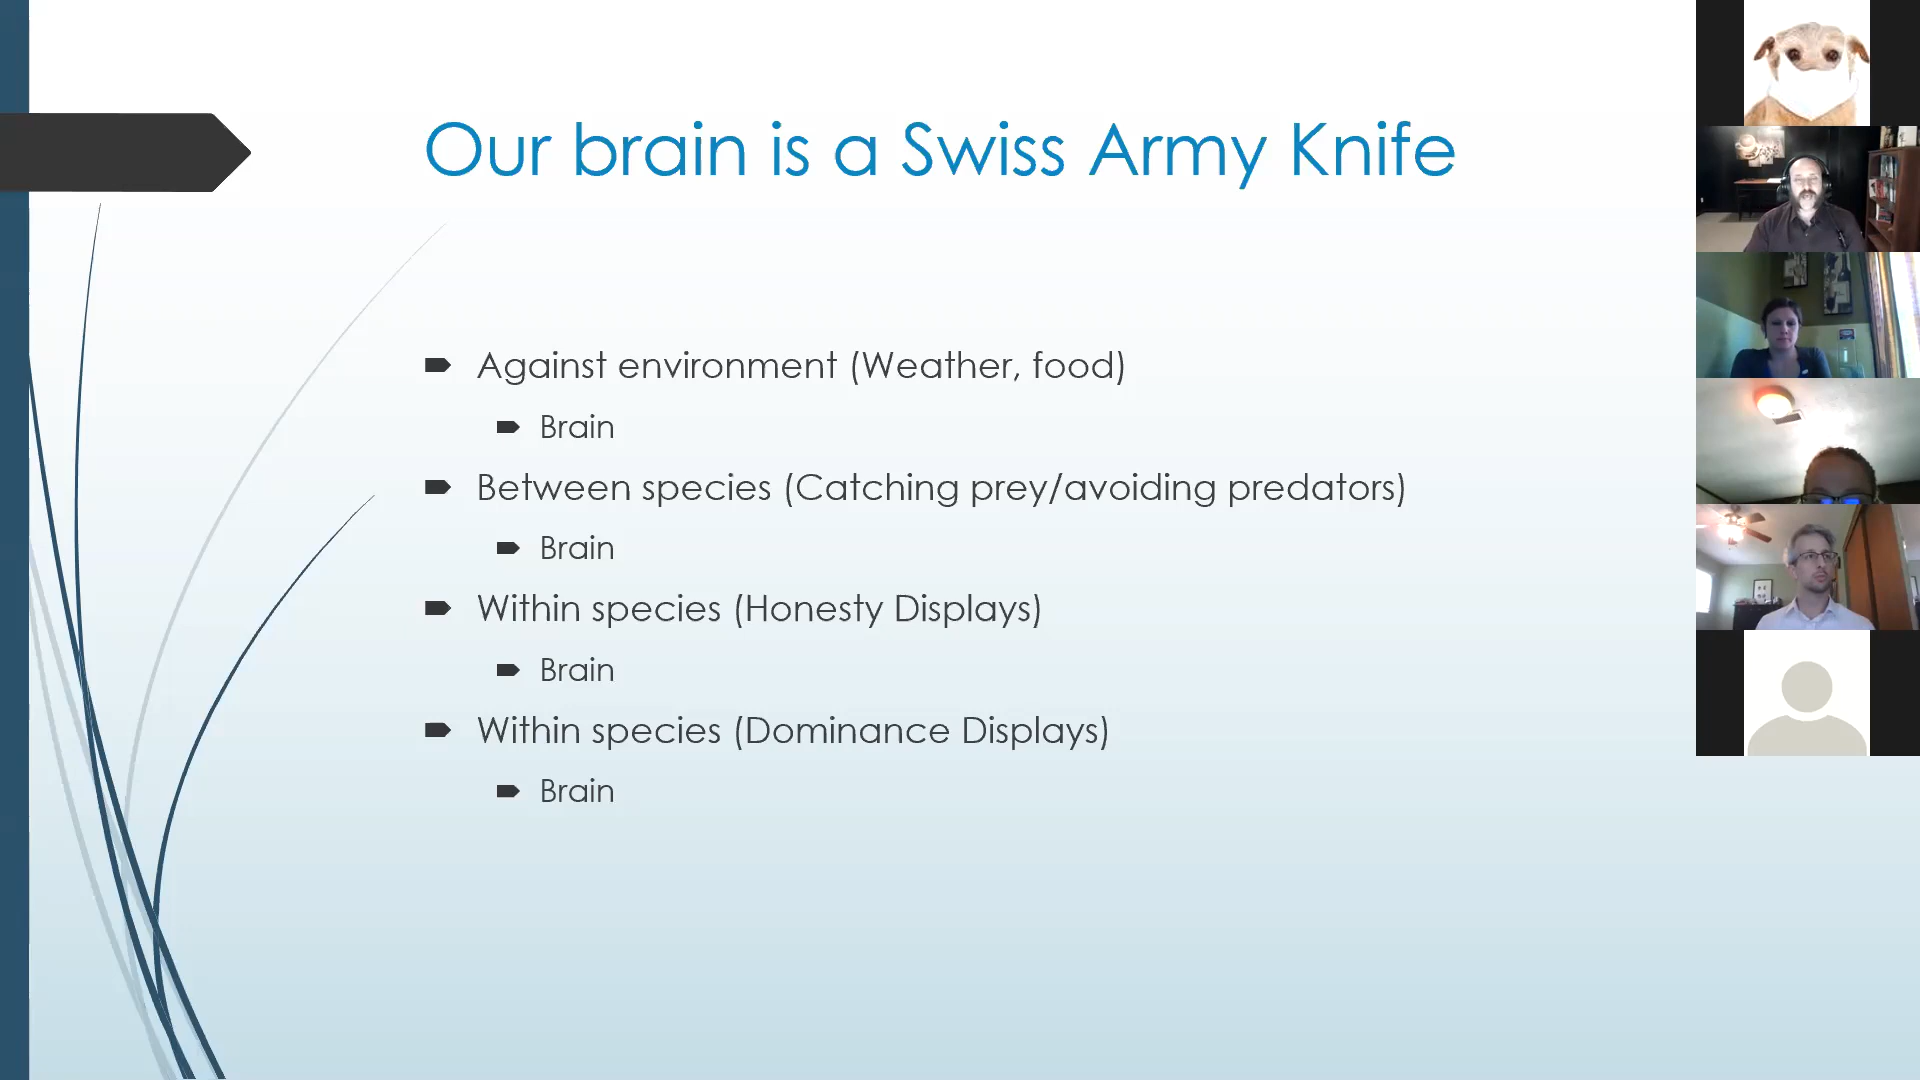 Our brain is a Swiss Army Knife
Against environment (Weather, food)
Brain
Between species (Catching prey/avoiding predators)
Brain
Within species (Honesty Displays)
Brain
Within species (Dominance Displays)
Brain